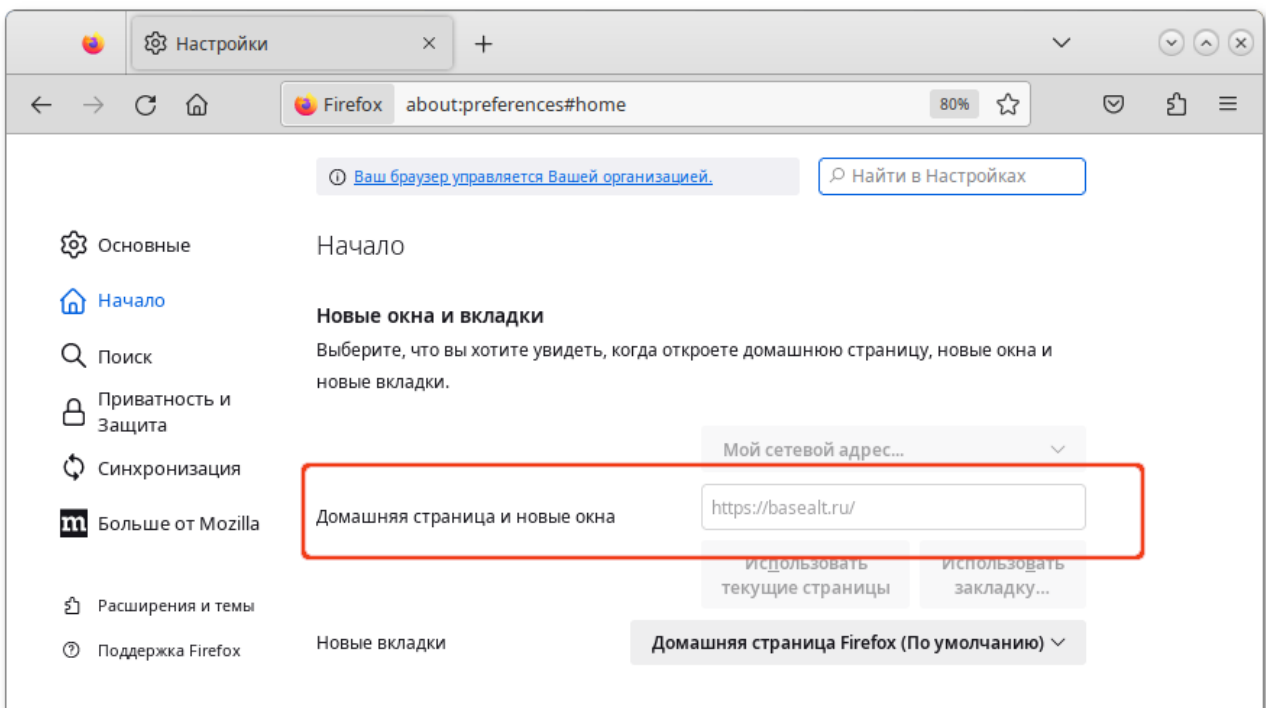 Настройки
Firefox about:preferences#home 80%
Ваш браузер управляется Вашей организацией.
Найти в Настройках
Основные
Начало
Поиск
Приватность и
Защита
Синхронизация
m Больше от Mozilla
Расширения и темы
Поддержка Firefox
Начало
Новые окна и вкладки
Выберите, что вы хотите увидеть, когда откроете домашнюю страницу, новые окна и
новые вкладки.
Мой сетевой адрес...
Домашняя страница и новые окна
https://basealt.ru/
Использовать
текущие страницы
Использовать
закладку...
Новые вкладки
Домашняя страница Firefox (По умолчанию)